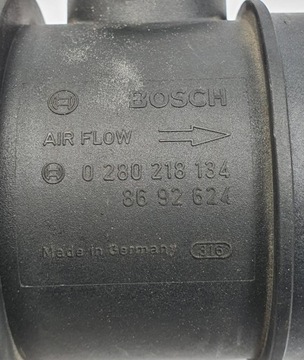 BOSCH
AIR FLOW
0 280 218 134
86 92 624
Made in Germany 316